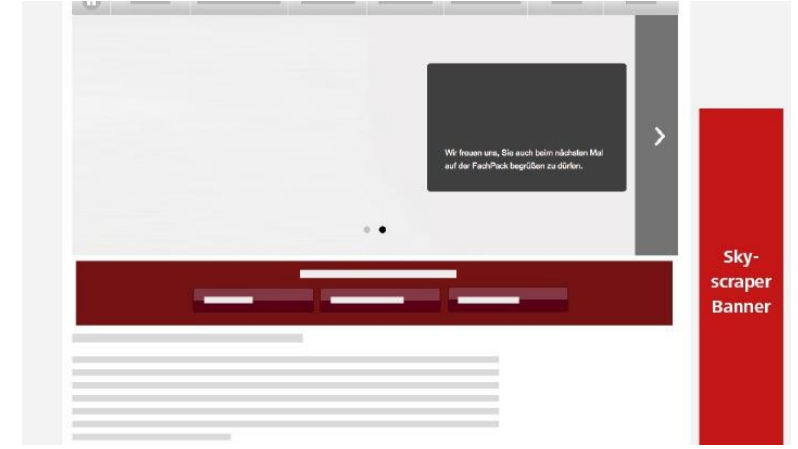 Wir freuen uns, Sie auch beim nächsten Mal
auf der FachPack begrüßen zu dürfen.
Sky-
scraper
Banner